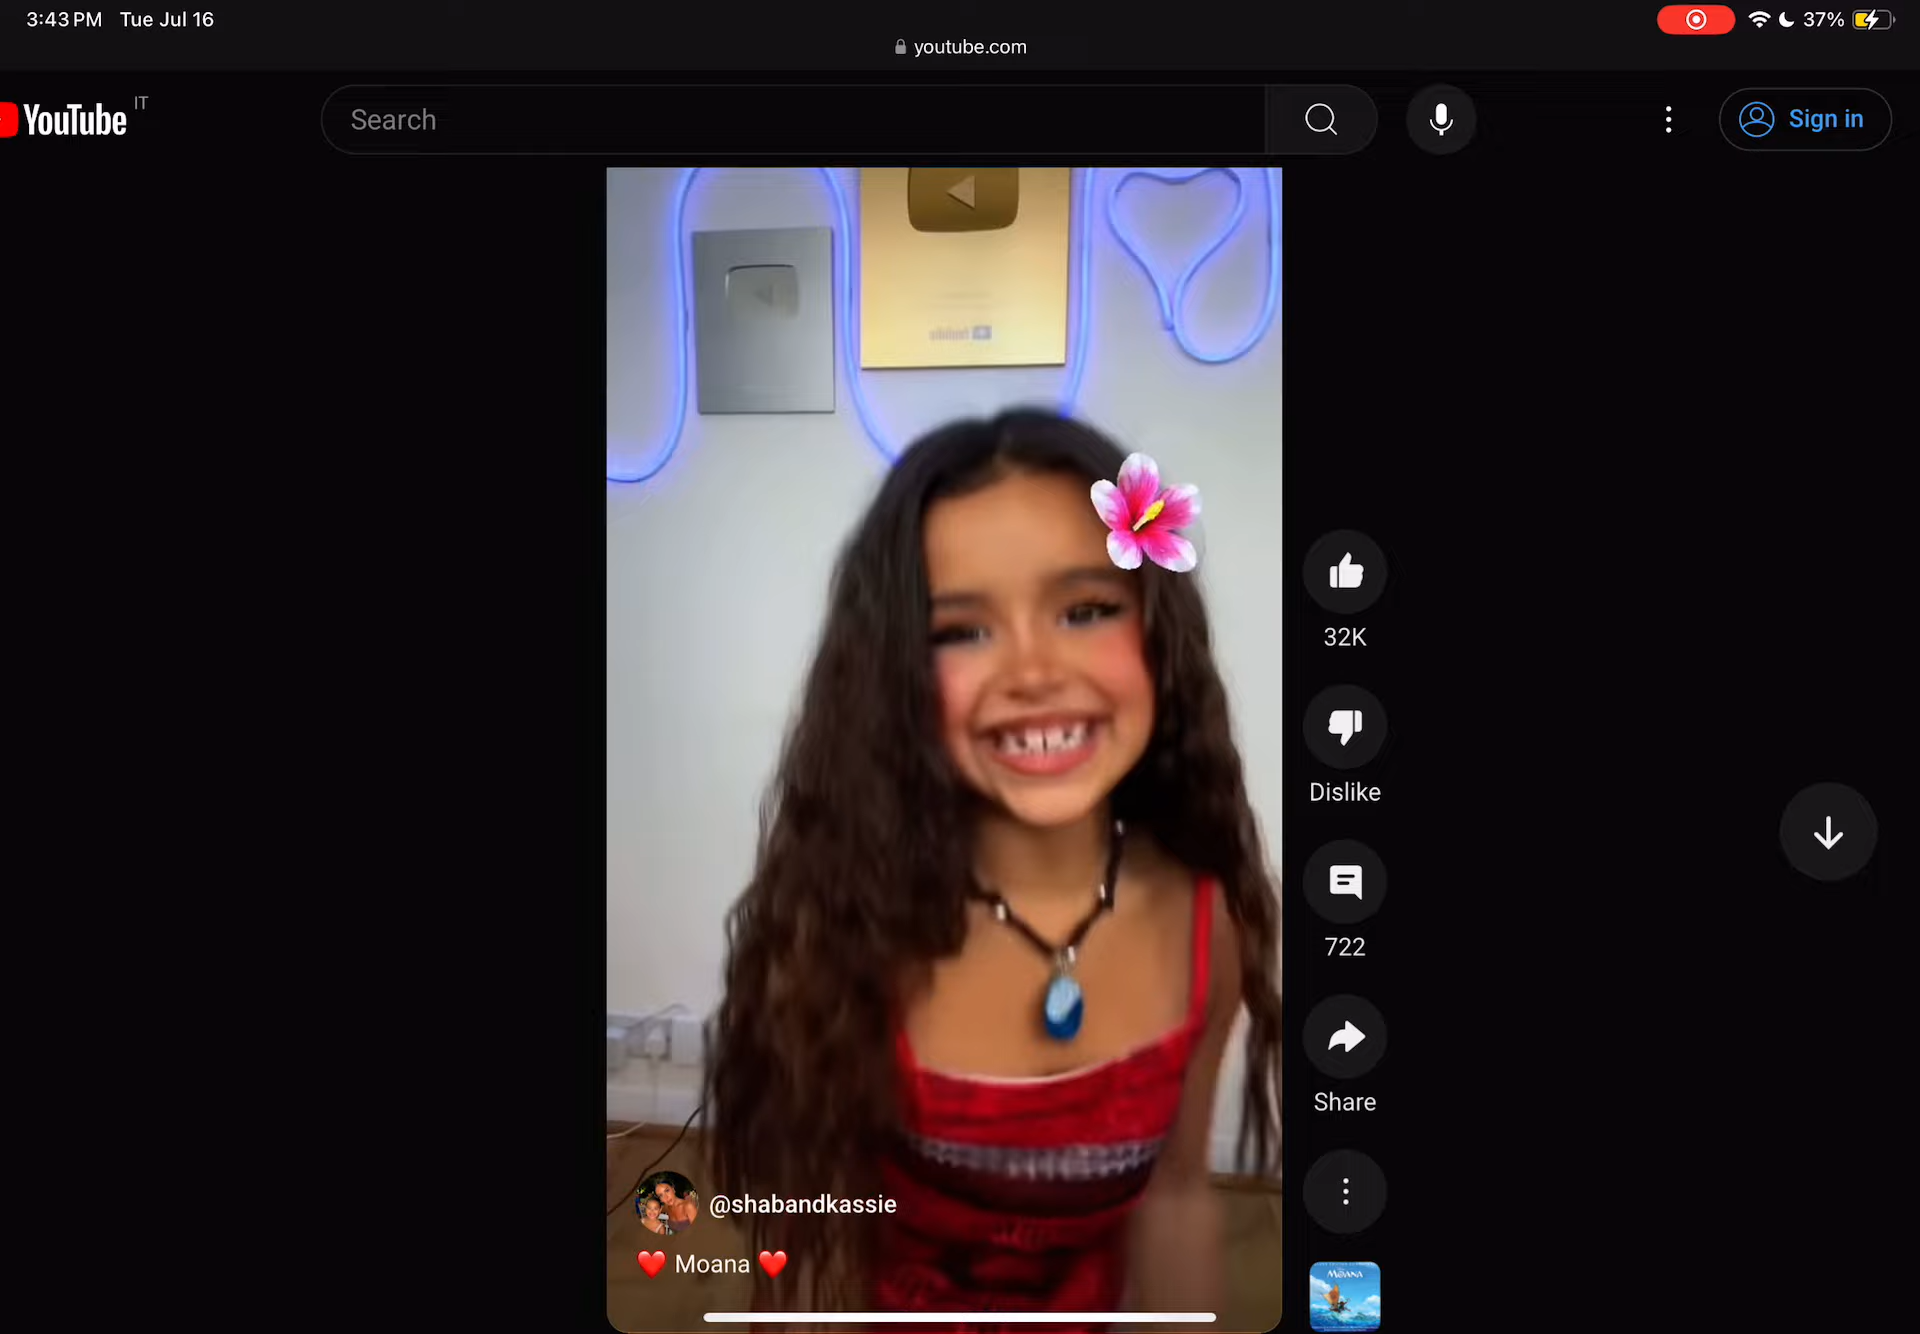 3:43 PM Tue Jul 16
37%
youtube.com
YouTube IT
Search
Sign in
32K
Dislike
722
Share
@shabandkassie
❤️ Moana ❤️
MOANA